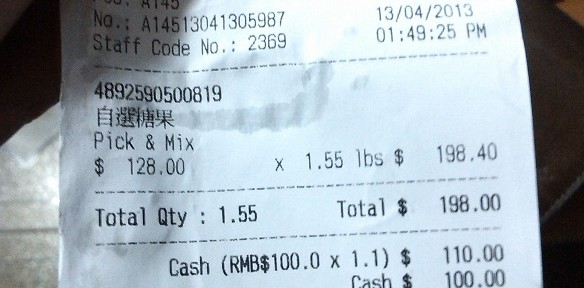 A145
No.: A14513041305987 13/04/2013
Staff Code No.: 2369 01:49:25 PM
4892590500819
自選糖果
Pick & Mix
$ 128.00 x 1.55 lbs $ 198.40
Total Qty : 1.55 Total $ 198.00
Cash (RMB$100.0 x 1.1) $ 110.00
Cash $ 100.00